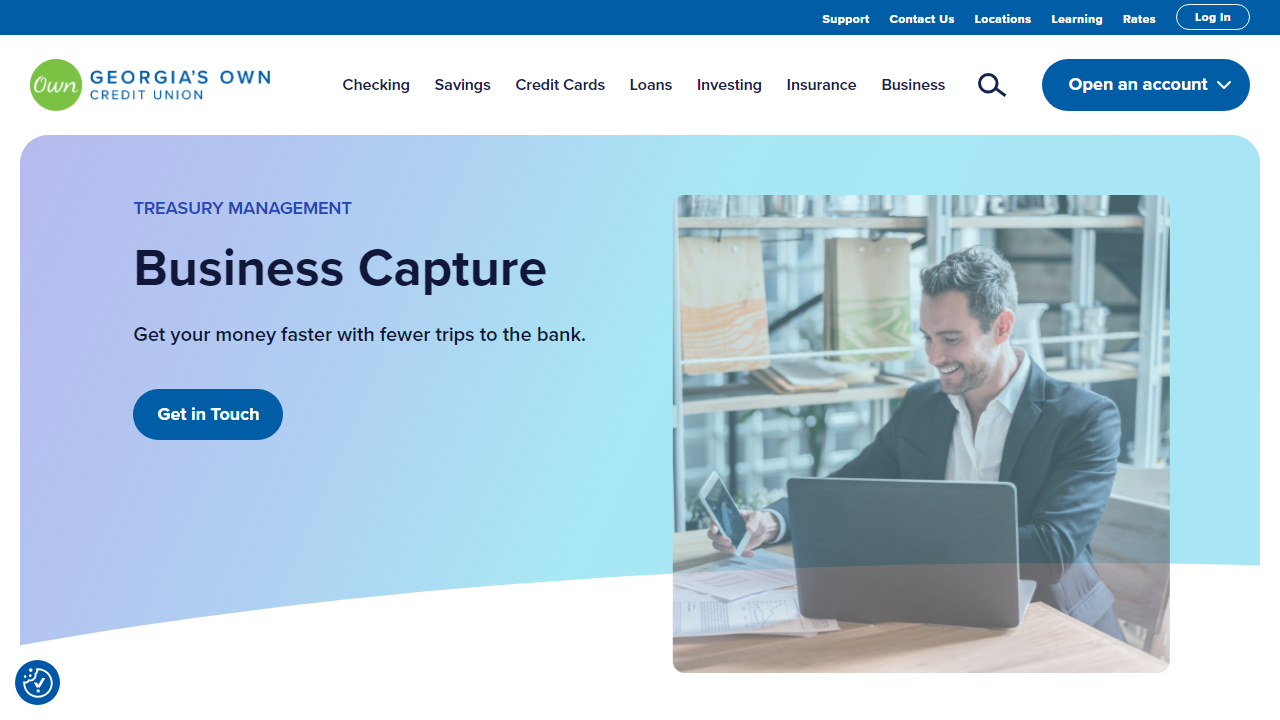 Support Contact Us Locations Learning Rates Log In
Own GEORGIA'S OWN
CREDIT UNION
Checking Savings Credit Cards Loans Investing Insurance Business Open an account
TREASURY MANAGEMENT
Business Capture
Get your money faster with fewer trips to the bank.
Get in Touch